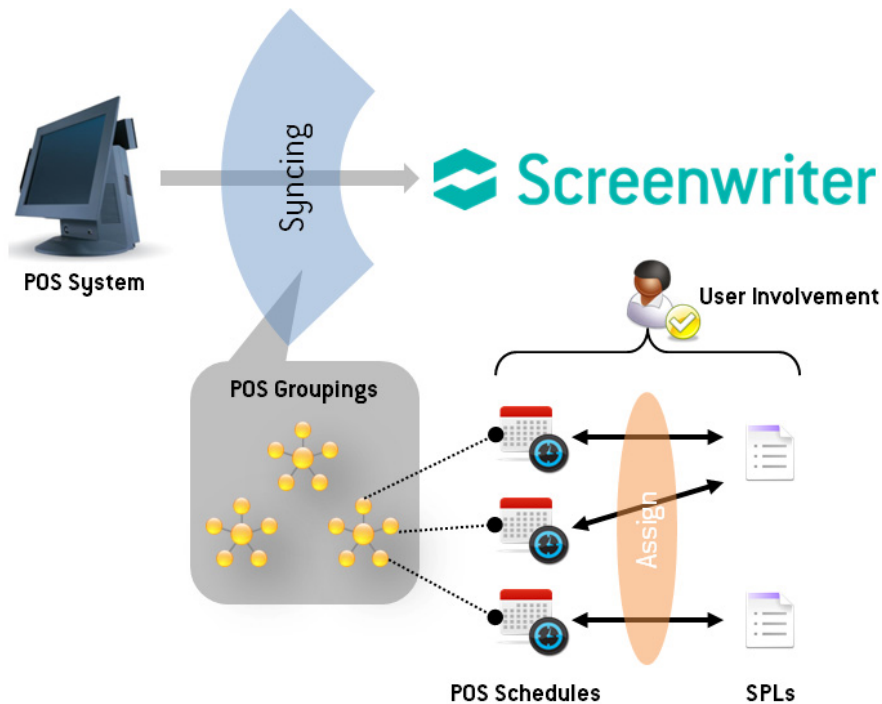 Syncing
Screenwriter
POS System
User Involvement
POS Groupings
Assign
POS Schedules
SPLs